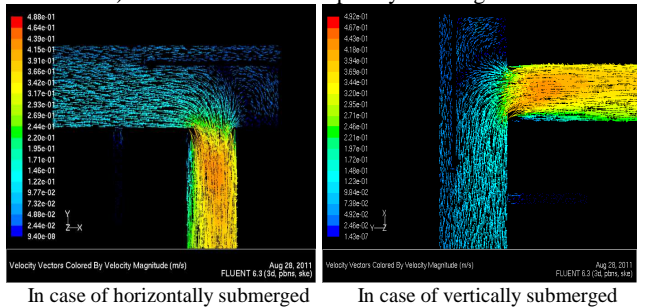 4.88e-01
4.64e-01
4.39e-01
4.15e-01
3.91e-01
3.66e-01
3.42e-01
3.17e-01
2.93e-01
2.69e-01
2.44e-01
2.20e-01
1.95e-01
1.71e-01
1.46e-01
1.22e-01
9.77e-02
7.32e-02
4.88e-02
2.44e-02
9.40e-08
Y
Z X
Velocity Vectors Colored By Velocity Magnitude (m/s)
Aug 28, 2011
FLUENT 6.3 (3d, pbns, ske)
In case of horizontally submerged
4.92e-01
4.67e-01
4.43e-01
4.18e-01
3.94e-01
3.69e-01
3.44e-01
3.20e-01
2.95e-01
2.71e-01
2.46e-01
2.21e-01
1.97e-01
1.72e-01
1.48e-01
1.23e-01
9.84e-02
7.38e-02
4.92e-02
2.46e-02
1.43e-07
X
Y Z
Velocity Vectors Colored By Velocity Magnitude (m/s)
Aug 28, 2011
FLUENT 6.3 (3d, pbns, ske)
In case of vertically submerged